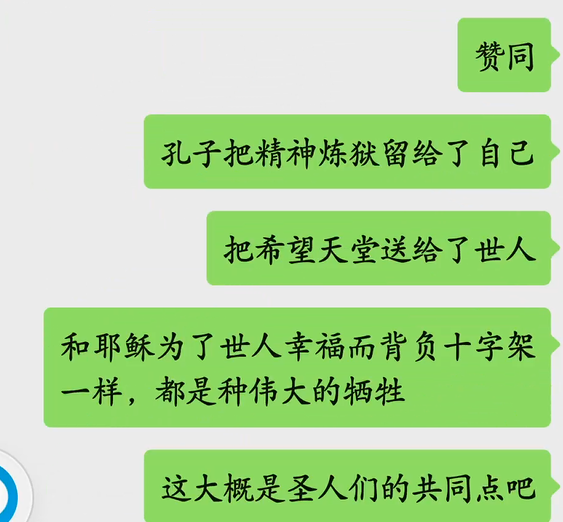 赞同
孔子把精神炼狱留给了自己
把希望天堂送给了世人
和耶稣为了世人幸福而背负十字架
一样，都是种伟大的牺牲
这大概是圣人们的共同点吧